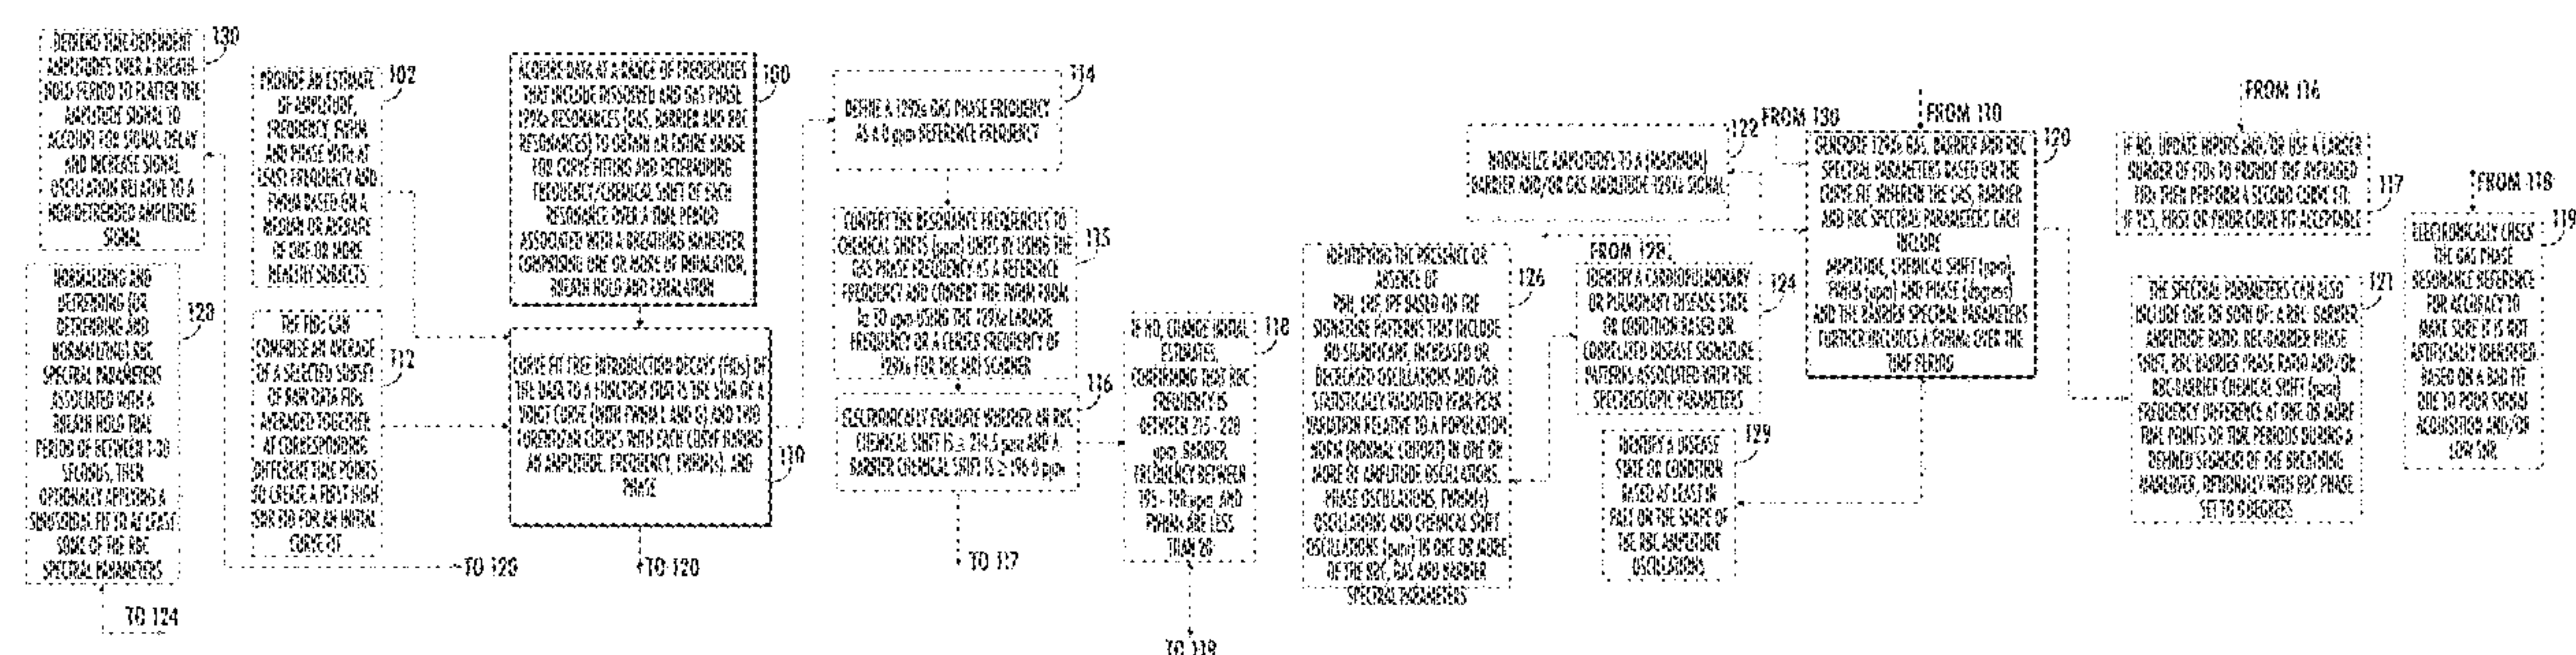 DETREND TIME-DEPENDENT
AMPLITUDES OVER A BREATH-
HOLD PERIOD TO FLATTEN THE
AMPLITUDE SIGNAL TO
ACCOUNT FOR SIGNAL DELAY
AND INCREASE SIGNAL
OSCILLATION RELATIVE TO A
NON-DETRENDED AMPLITUDE
SIGNAL
130
NORMALIZING AND
DETRENDING (OR
DETRENDING AND
NORMALIZING) RBC
SPECTRAL PARAMETERS
ASSOCIATED WITH A
BREATH HOLD TIME
PERIOD OF BETWEEN 1-30
SECONDS, THEN
OPTIONALLY APPLYING A
SINUSOIDAL FIT TO AT LEAST
SOME OF THE RBC
SPECTRAL PARAMETERS
TO 124
PROVIDE AN ESTIMATE
OF AMPLITUDE,
FREQUENCY, FWHM
AND PHASE WITH AT
LEAST FREQUENCY AND
FWHM BASED ON A
MEDIAN OR AVERAGE
OF ONE OR MORE
HEALTHY SUBJECTS
102
THE FIDS CAN
COMPRISE AN AVERAGE
OF A SELECTED SUBSET
OF RAW DATA FIDS
AVERAGED TOGETHER
AT CORRESPONDING
DIFFERENT TIME POINTS
TO CREATE A FIRST HIGH
SNR FID FOR AN INITIAL
CURVE FIT
112
TO 120
ACQUIRE DATA AT A RANGE OF FREQUENCIES
THAT INCLUDE DISSOLVED AND GAS PHASE
129Xe RESONANCES (GAS, BARRIER AND RBC
RESONANCES) TO OBTAIN AN ENTIRE RANGE
FOR CURVE FITTING AND DETERMINING
FREQUENCY/CHEMICAL SHIFT OF EACH
RESONANCE OVER A TIME PERIOD
ASSOCIATED WITH A BREATHING MANEUVER
COMPRISING ONE OR MORE OF INHALATION,
BREATH HOLD AND EXHALATION
100
CURVE FIT FREE INTRODUCTION DECAYS (FIDs) OF
THE DATA TO A FUNCTION THAT IS THE SUM OF A
VOIGT CURVE (WITH FWHM L AND G) AND TWO
LORENTZIAN CURVES WITH EACH CURVE HAVING
AN AMPLITUDE, FREQUENCY, FWHM(s), AND
PHASE
110
TO 120
DEFINE A 129Xe GAS PHASE FREQUENCY
AS A 0 ppm REFERENCE FREQUENCY
114
CONVERT THE RESONANCE FREQUENCIES TO
CHEMICAL SHIFTS (ppm) UNITS BY USING THE
GAS PHASE FREQUENCY AS A REFERENCE
FREQUENCY AND CONVERT THE FWHM FROM
Hz TO ppm USING THE 129Xe LARMOR
FREQUENCY OR A CENTER FREQUENCY OF
129Xe FOR THE MRI SCANNER
115
ELECTRONICALLY EVALUATE WHETHER AN RBC
CHEMICAL SHIFT IS ≥ 214.5 ppm AND A
BARRIER CHEMICAL SHIFT IS ≥ 196.0 ppm
116
TO 117
IF NO, CHANGE INITIAL
ESTIMATES,
CONFIRMING THAT RBC
FREQUENCY IS
BETWEEN 215 - 220
ppm, BARRIER
FREQUENCY BETWEEN
195 - 198 ppm, AND
FWHMs ARE LESS
THAN 20
118
TO 119
NORMALIZE AMPLITUDES TO A (MAXIMUM)
BARRIER AND/OR GAS AMPLITUDE 129Xe SIGNAL
122
FROM 130
IDENTIFYING THE PRESENCE OR
ABSENCE OF
PAH, LHF, IPF BASED ON THE
SIGNATURE PATTERNS THAT INCLUDE
NO SIGNIFICANT, INCREASED OR
DECREASED OSCILLATIONS AND/OR
STATISTICALLY VALIDATED PEAK-PEAK
VARIATION RELATIVE TO A POPULATION
NORM (NORMAL COHORT) IN ONE OR
MORE OF AMPLITUDE OSCILLATIONS,
PHASE OSCILLATIONS, FWHM(s)
OSCILLATIONS AND CHEMICAL SHIFT
OSCILLATIONS (ppm) IN ONE OR MORE
OF THE RBC, GAS AND BARRIER
SPECTRAL PARAMETERS
126
FROM 128
IDENTIFY A CARDIOPULMONARY
OR PULMONARY DISEASE STATE
OR CONDITION BASED ON
CORRELATED DISEASE SIGNATURE
PATTERNS ASSOCIATED WITH THE
SPECTROSCOPIC PARAMETERS
124
IDENTIFY A DISEASE
STATE OR CONDITION
BASED AT LEAST IN
PART ON THE SHAPE OF
THE RBC AMPLITUDE
OSCILLATIONS
129
FROM 110
GENERATE 129Xe GAS, BARRIER AND RBC
SPECTRAL PARAMETERS BASED ON THE
CURVE FIT, WHEREIN THE GAS, BARRIER
AND RBC SPECTRAL PARAMETERS EACH
INCLUDE
AMPLITUDE, CHEMICAL SHIFT (ppm),
FWHM (ppm) AND PHASE (degrees)
AND THE BARRIER SPECTRAL PARAMETERS
FURTHER INCLUDES A FWHMG OVER THE
TIME PERIOD
120
FROM 116
IF NO, UPDATE INPUTS AND/OR USE A LARGER
NUMBER OF FIDs TO PROVIDE THE AVERAGED
FID; THEN PERFORM A SECOND CURVE FIT;
IF YES, FIRST OR PRIOR CURVE FIT ACCEPTABLE
117
THE SPECTRAL PARAMETERS CAN ALSO
INCLUDE ONE OR BOTH OF: A RBC: BARRIER
AMPLITUDE RATIO, RBC-BARRIER PHASE
SHIFT, RBC-BARRIER PHASE RATIO AND/OR
RBC-BARRIER CHEMICAL SHIFT (ppm)
FREQUENCY DIFFERENCE AT ONE OR MORE
TIME POINTS OR TIME PERIODS DURING A
DEFINED SEGMENT OF THE BREATHING
MANEUVER, OPTIONALLY WITH RBC PHASE
SET TO 0 DEGREES
121
FROM 118
ELECTRONICALLY CHECK
THE GAS PHASE
RESONANCE REFERENCE
FOR ACCURACY TO
MAKE SURE IT IS NOT
ARTIFICIALLY IDENTIFIED
BASED ON A BAD FIT
DUE TO POOR SIGNAL
ACQUISITION AND/OR
LOW SNR
119